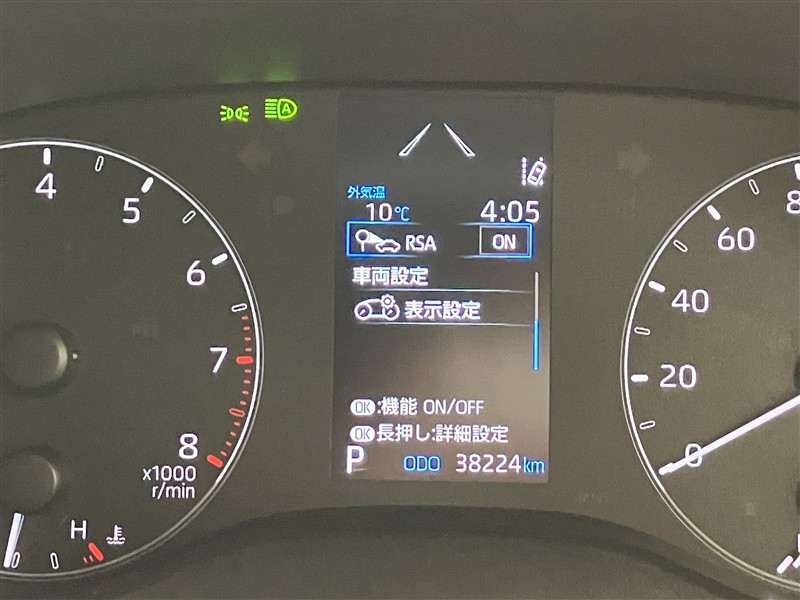 4
5
6
7
8
x1000
r/min
H
外気温
10℃ 4:05
RSA ON
車両設定
表示設定
OK:機能 ON/OFF
OK長押し:詳細設定
P ODO 38224km
8
60
40
20
0